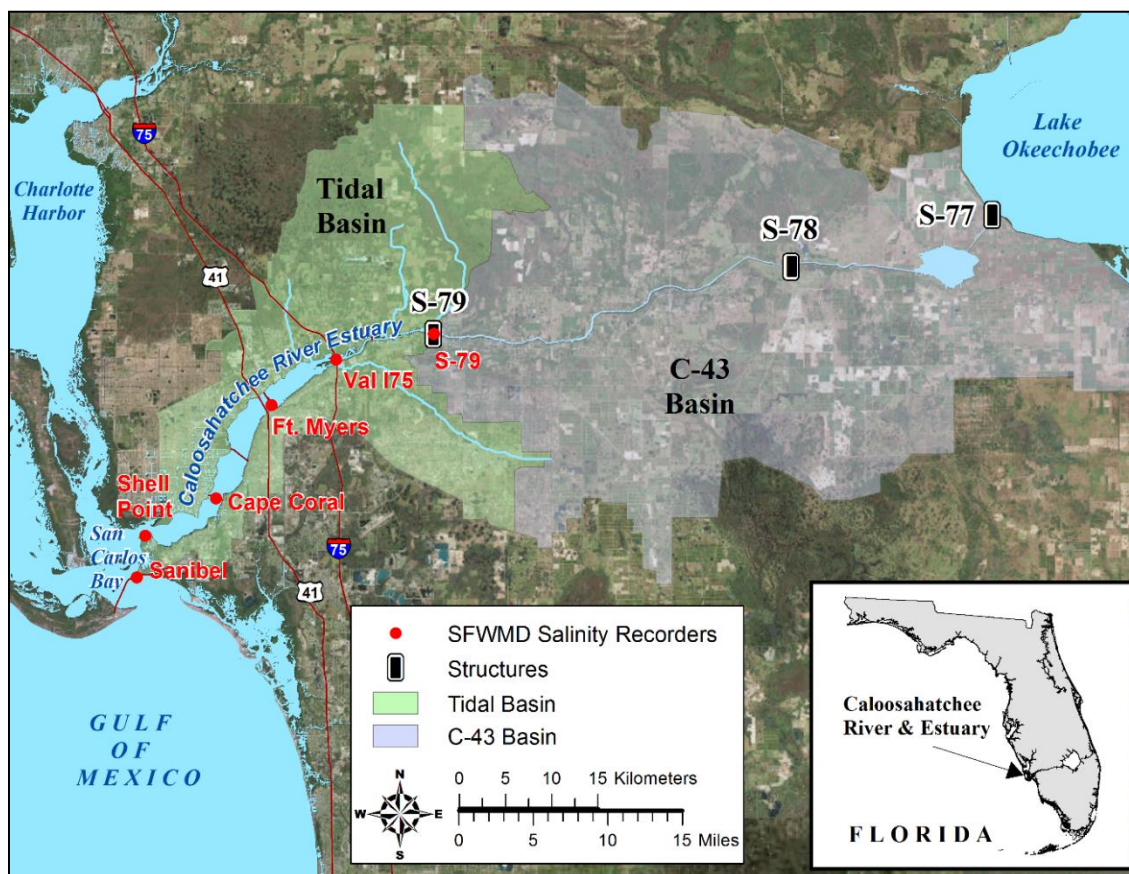 75
Charlotte
Harbor
41
Tidal
Basin
Lake
Okeechobee
S-77
S-78
S-79
S-79
C-43
Basin
Caloosahatchee River Estuary
Val I75
Ft. Myers
Shell
Point
Cape Coral
San
Carlos
Bay
Sanibel
75
41
GULF
OF
MEXICO
SFWMD Salinity Recorders
Structures
Tidal Basin
C-43 Basin
N
W E
S
0 5 10 15 Kilometers
0 5 10 15 Miles
Caloosahatchee
River & Estuary
FLORIDA